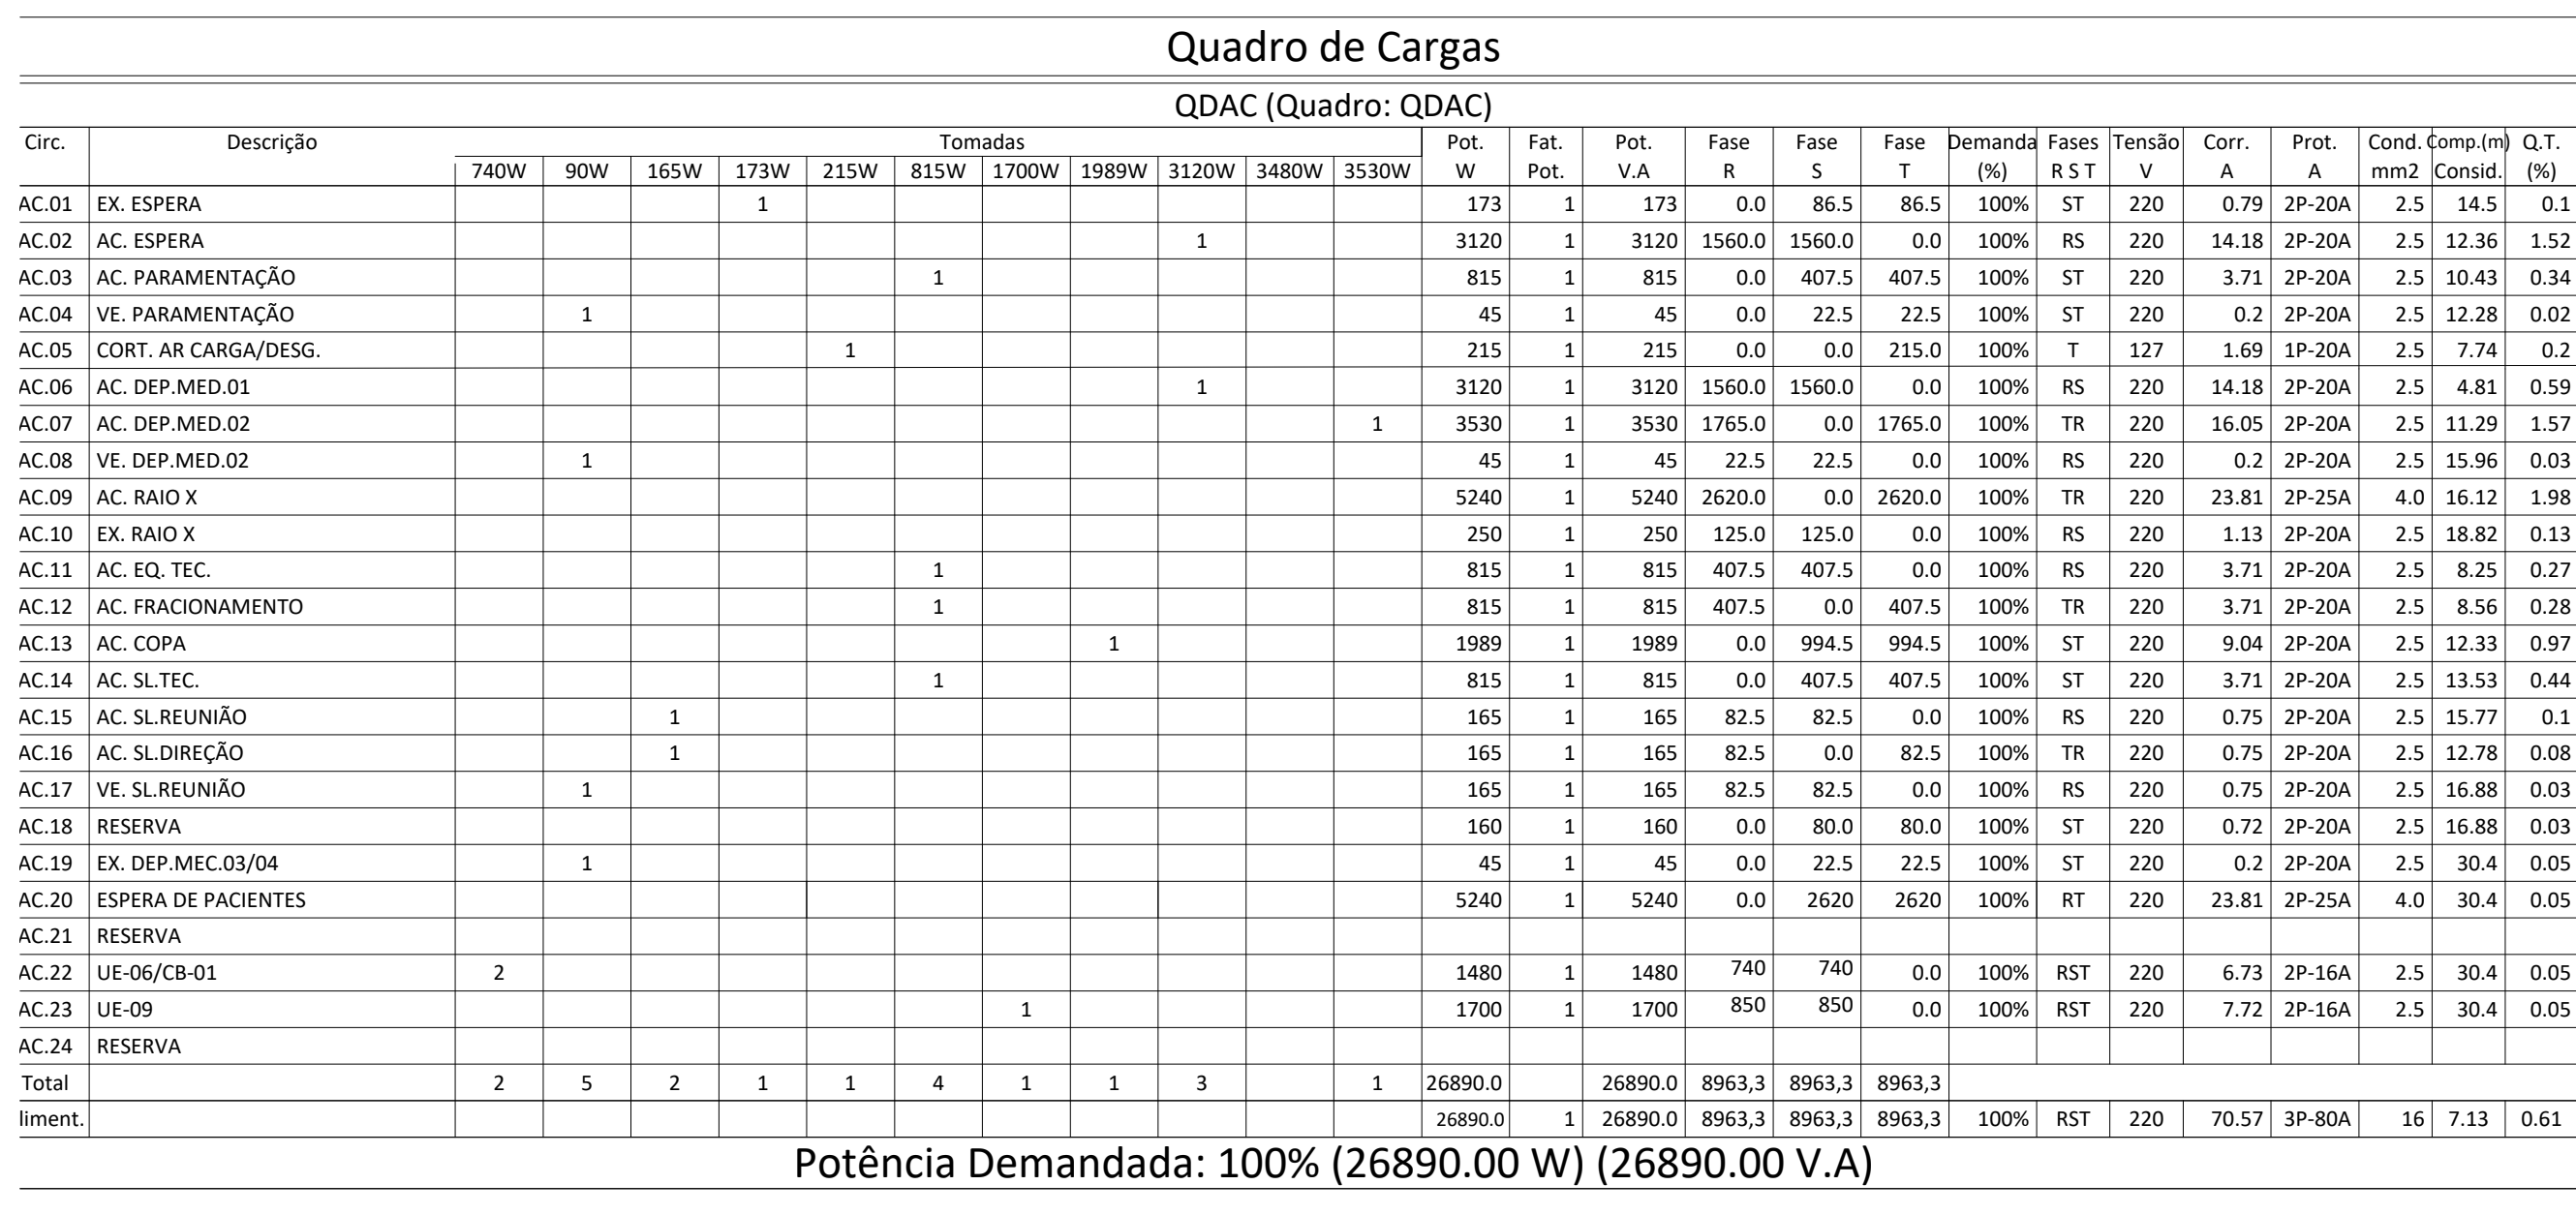 Quadro de Cargas
QDAC (Quadro: QDAC)
Circ. Descrição Tomadas Pot. Fat. Pot. Fase Fase Fase Demanda Fases Tensão Corr. Prot. Cond. Comp.(m) Q.T.
740W 90W 165W 173W 215W 815W 1700W 1989W 3120W 3480W 3530W W Pot. V.A R S T (%) R S T V A A mm2 Consid. (%)
AC.01 EX. ESPERA 1 173 1 173 0.0 86.5 86.5 100% ST 220 0.79 2P-20A 2.5 14.5 0.1
AC.02 AC. ESPERA 1 3120 1 3120 1560.0 1560.0 0.0 100% RS 220 14.18 2P-20A 2.5 12.36 1.52
AC.03 AC. PARAMENTAÇÃO 1 815 1 815 0.0 407.5 407.5 100% ST 220 3.71 2P-20A 2.5 10.43 0.34
AC.04 VE. PARAMENTAÇÃO 1 45 1 45 0.0 22.5 22.5 100% ST 220 0.2 2P-20A 2.5 12.28 0.02
AC.05 CORT. AR CARGA/DESG. 1 215 1 215 0.0 0.0 215.0 100% T 127 1.69 1P-20A 2.5 7.74 0.2
AC.06 AC. DEP.MED.01 1 3120 1 3120 1560.0 1560.0 0.0 100% RS 220 14.18 2P-20A 2.5 4.81 0.59
AC.07 AC. DEP.MED.02 1 3530 1 3530 1765.0 0.0 1765.0 100% TR 220 16.05 2P-20A 2.5 11.29 1.57
AC.08 VE. DEP.MED.02 1 45 1 45 22.5 22.5 0.0 100% RS 220 0.2 2P-20A 2.5 15.96 0.03
AC.09 AC. RAIO X 5240 1 5240 2620.0 0.0 2620.0 100% TR 220 23.81 2P-25A 4.0 16.12 1.98
AC.10 EX. RAIO X 250 1 250 125.0 125.0 0.0 100% RS 220 1.13 2P-20A 2.5 18.82 0.13
AC.11 AC. EQ. TEC. 1 815 1 815 407.5 407.5 0.0 100% RS 220 3.71 2P-20A 2.5 8.25 0.27
AC.12 AC. FRACIONAMENTO 1 815 1 815 407.5 0.0 407.5 100% TR 220 3.71 2P-20A 2.5 8.56 0.28
AC.13 AC. COPA 1 1989 1 1989 0.0 994.5 994.5 100% ST 220 9.04 2P-20A 2.5 12.33 0.97
AC.14 AC. SL.TEC. 1 815 1 815 0.0 407.5 407.5 100% ST 220 3.71 2P-20A 2.5 13.53 0.44
AC.15 AC. SL.REUNIÃO 1 165 1 165 82.5 82.5 0.0 100% RS 220 0.75 2P-20A 2.5 15.77 0.1
AC.16 AC. SL.DIREÇÃO 1 165 1 165 82.5 0.0 82.5 100% TR 220 0.75 2P-20A 2.5 12.78 0.08
AC.17 VE. SL.REUNIÃO 1 165 1 165 82.5 82.5 0.0 100% RS 220 0.75 2P-20A 2.5 16.88 0.03
AC.18 RESERVA 160 1 160 0.0 80.0 80.0 100% ST 220 0.72 2P-20A 2.5 16.88 0.03
AC.19 EX. DEP.MEC.03/04 1 45 1 45 0.0 22.5 22.5 100% ST 220 0.2 2P-20A 2.5 30.4 0.05
AC.20 ESPERA DE PACIENTES 5240 1 5240 0.0 2620 2620 100% RT 220 23.81 2P-25A 4.0 30.4 0.05
AC.21 RESERVA
AC.22 UE-06/CB-01 2 1480 1 1480 740 740 0.0 100% RST 220 6.73 2P-16A 2.5 30.4 0.05
AC.23 UE-09 1 1700 1 1700 850 850 0.0 100% RST 220 7.72 2P-16A 2.5 30.4 0.05
AC.24 RESERVA
Total 2 5 2 1 1 4 1 1 3 1 26890.0 26890.0 8963,3 8963,3 8963,3
liment. 26890.0 1 26890.0 8963,3 8963,3 8963,3 100% RST 220 70.57 3P-80A 16 7.13 0.61
Potência Demandada: 100% (26890.00 W) (26890.00 V.A)